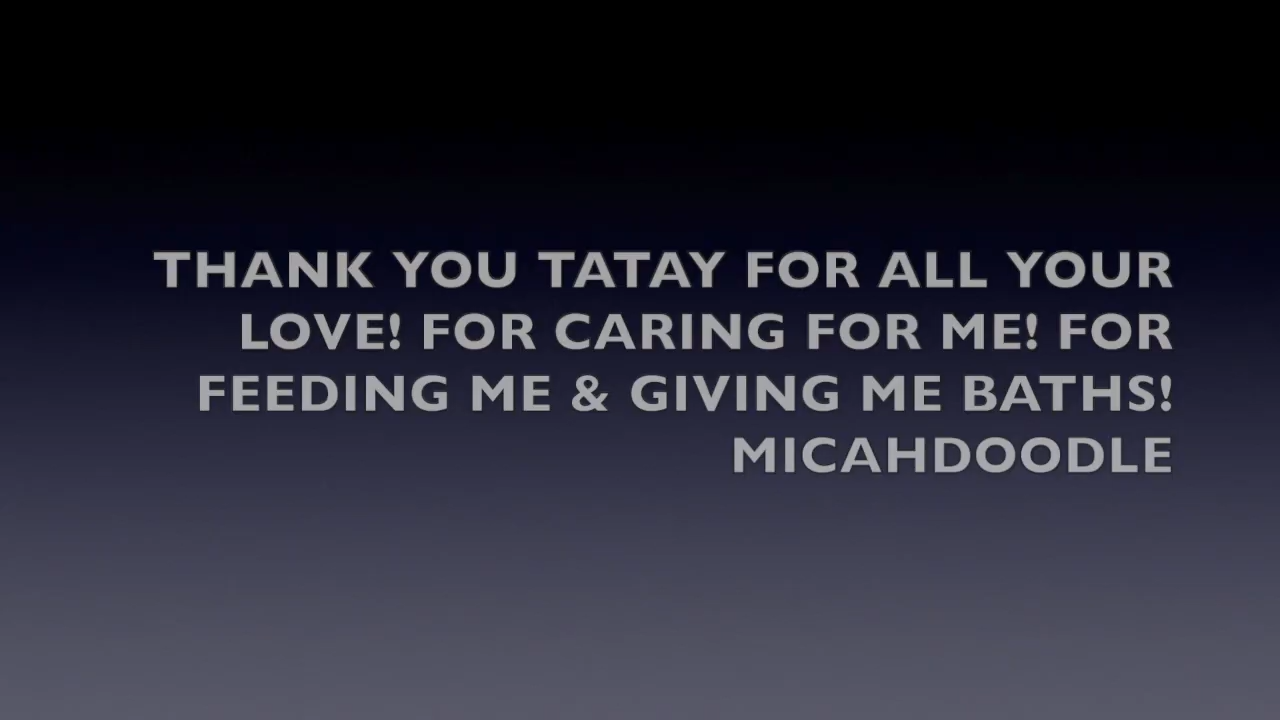 THANK YOU TATAY FOR ALL YOUR
LOVE! FOR CARING FOR ME! FOR
FEEDING ME & GIVING ME BATHS!
MICAHDOODLE